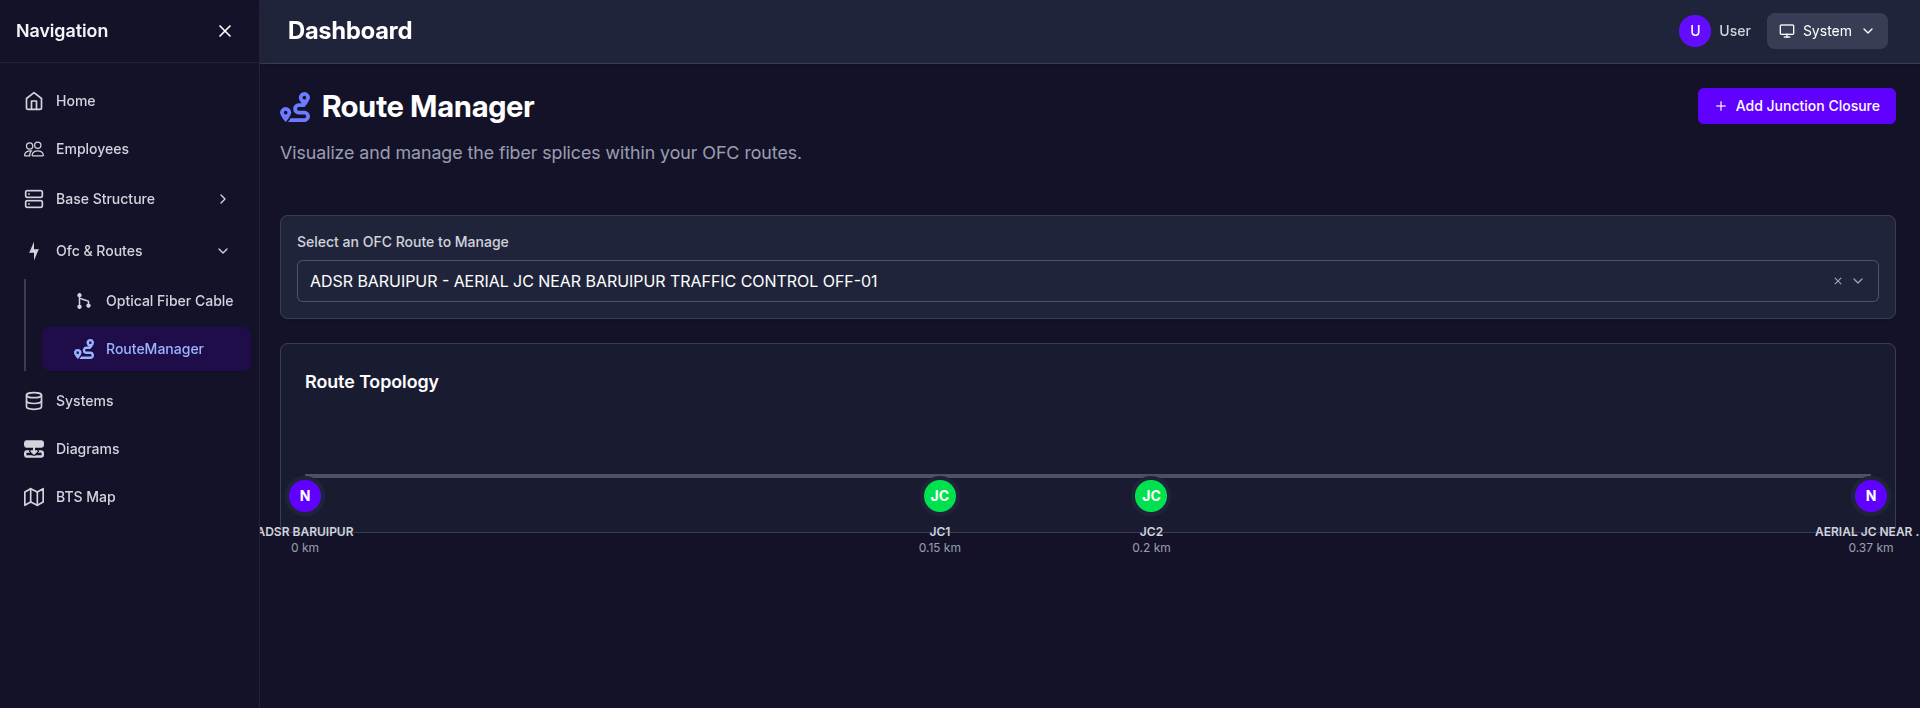 Navigation
Dashboard
U User
System
Home
Employees
Base Structure
Ofc & Routes
Optical Fiber Cable
RouteManager
Systems
Diagrams
BTS Map
Route Manager
+ Add Junction Closure
Visualize and manage the fiber splices within your OFC routes.
Select an OFC Route to Manage
ADSR BARUIPUR - AERIAL JC NEAR BARUIPUR TRAFFIC CONTROL OFF-01
Route Topology
N
JC
JC
N
ADSR BARUIPUR
JC1
JC2
AERIAL JC NEAR .
0 km
0.15 km
0.2 km
0.37 km